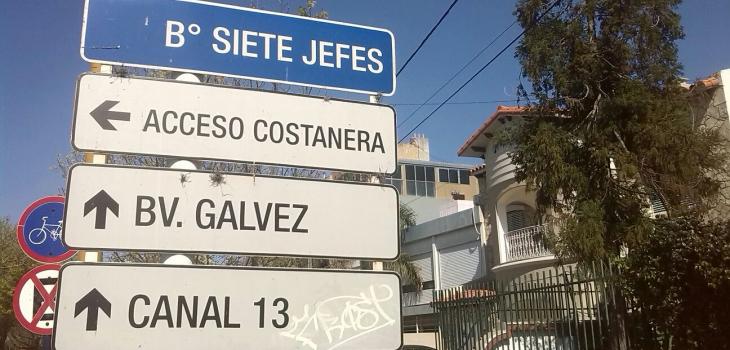 B° SIETE JEFES
ACCESO COSTANERA
BV. GALVEZ
CANAL 13